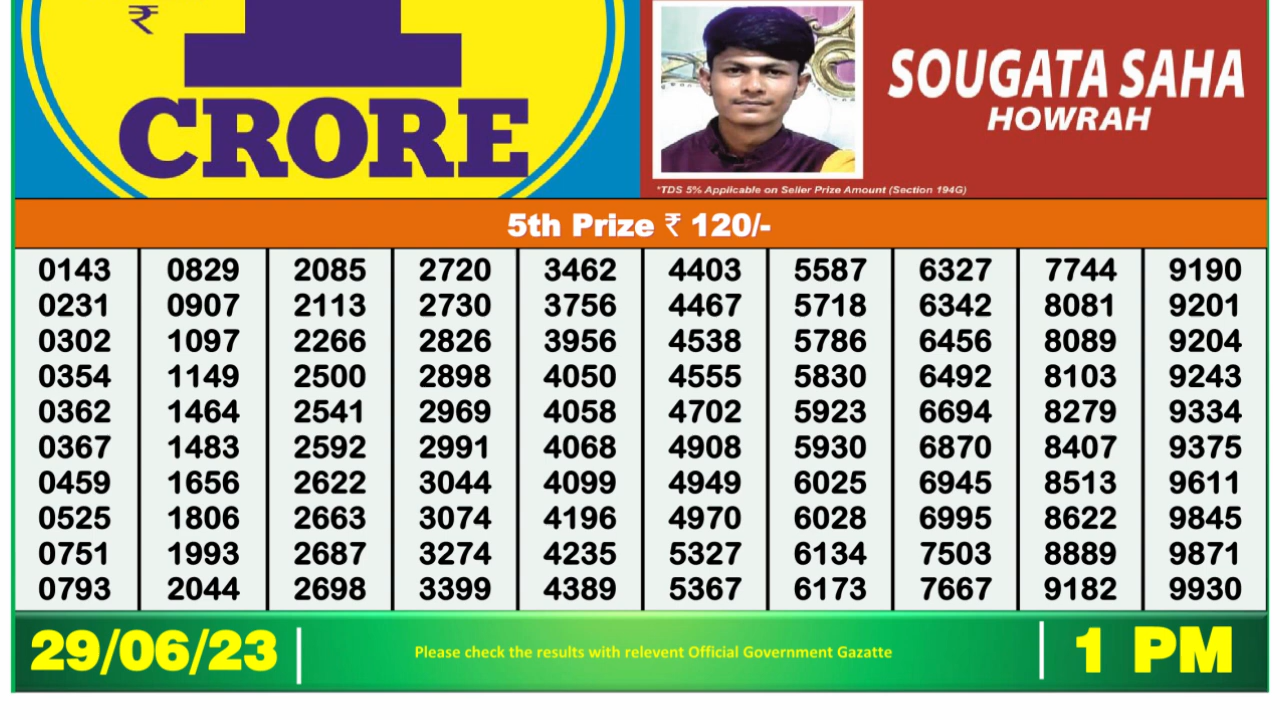 ₹
1
CRORE
SOUGATA SAHA
HOWRAH
*TDS 5% Applicable on Seller Prize Amount (Section 194G)
5th Prize ₹ 120/-
0143 0829 2085 2720 3462 4403 5587 6327 7744 9190
0231 0907 2113 2730 3756 4467 5718 6342 8081 9201
0302 1097 2266 2826 3956 4538 5786 6456 8089 9204
0354 1149 2500 2898 4050 4555 5830 6492 8103 9243
0362 1464 2541 2969 4058 4702 5923 6694 8279 9334
0367 1483 2592 2991 4068 4908 5930 6870 8407 9375
0459 1656 2622 3044 4099 4949 6025 6945 8513 9611
0525 1806 2663 3074 4196 4970 6028 6995 8622 9845
0751 1993 2687 3274 4235 5327 6134 7503 8889 9871
0793 2044 2698 3399 4389 5367 6173 7667 9182 9930
29/06/23
Please check the results with relevent Official Government Gazatte
1 PM